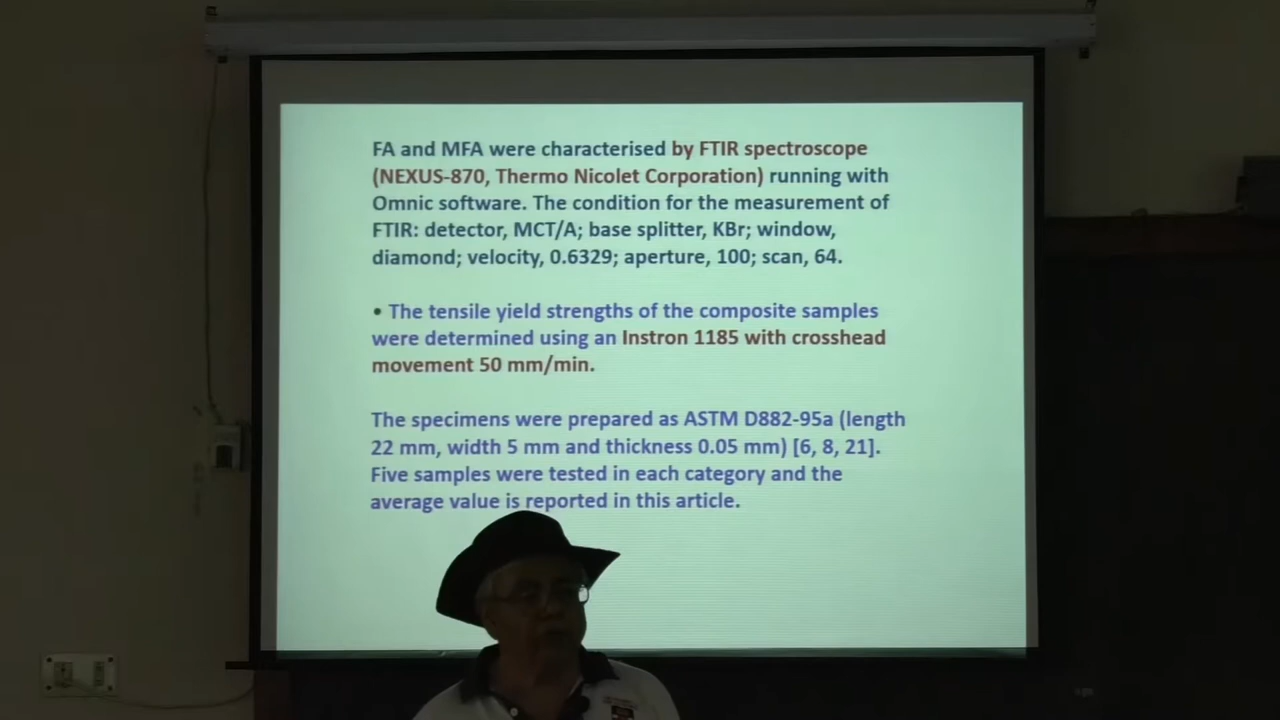 FA and MFA were characterised by FTIR spectroscope
(NEXUS-870, Thermo Nicolet Corporation) running with
Omnic software. The condition for the measurement of
FTIR: detector, MCT/A; base splitter, KBr; window,
diamond; velocity, 0.6329; aperture, 100; scan, 64.
• The tensile yield strengths of the composite samples
were determined using an Instron 1185 with crosshead
movement 50 mm/min.
The specimens were prepared as ASTM D882-95a (length
22 mm, width 5 mm and thickness 0.05 mm) [6, 8, 21].
Five samples were tested in each category and the
average value is reported in this article.